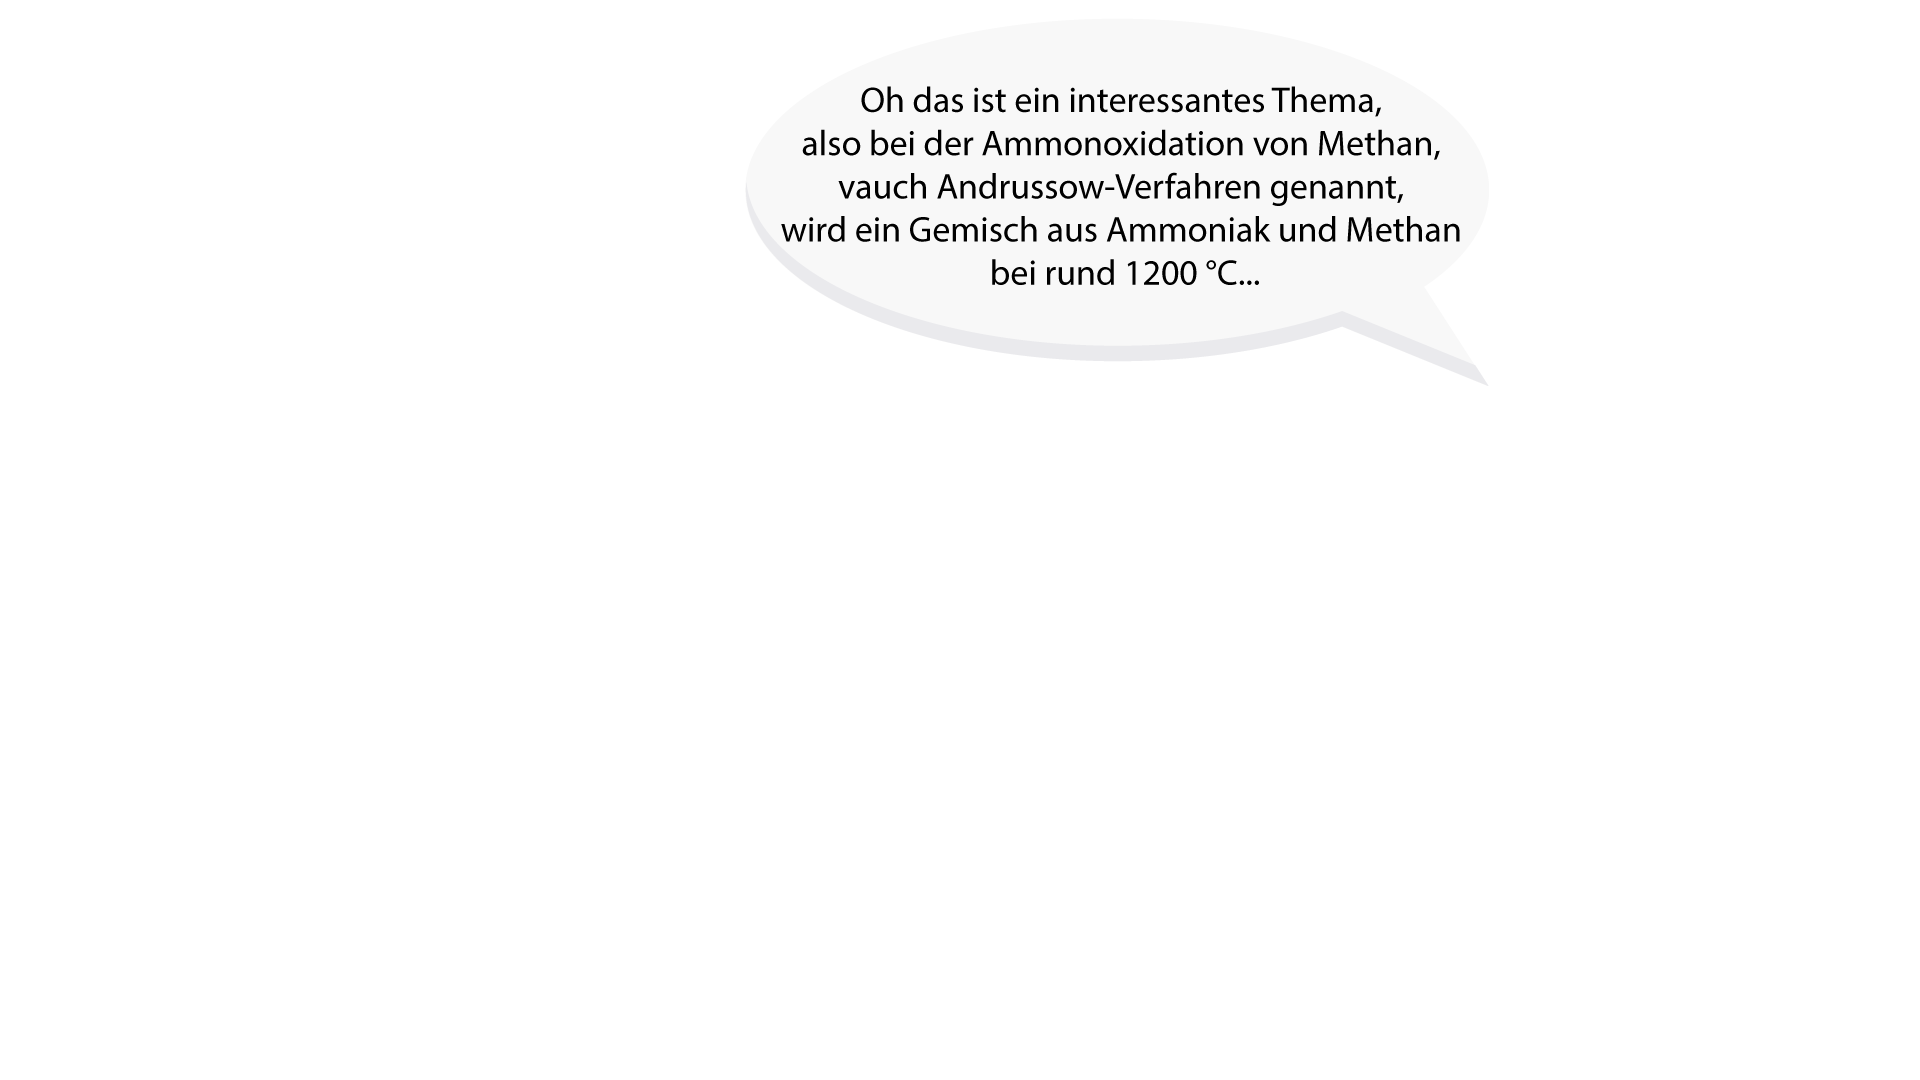 Oh das ist ein interessantes Thema,
also bei der Ammonoxidation von Methan,
vauch Andrussow-Verfahren genannt,
wird ein Gemisch aus Ammoniak und Methan
bei rund 1200 °C...